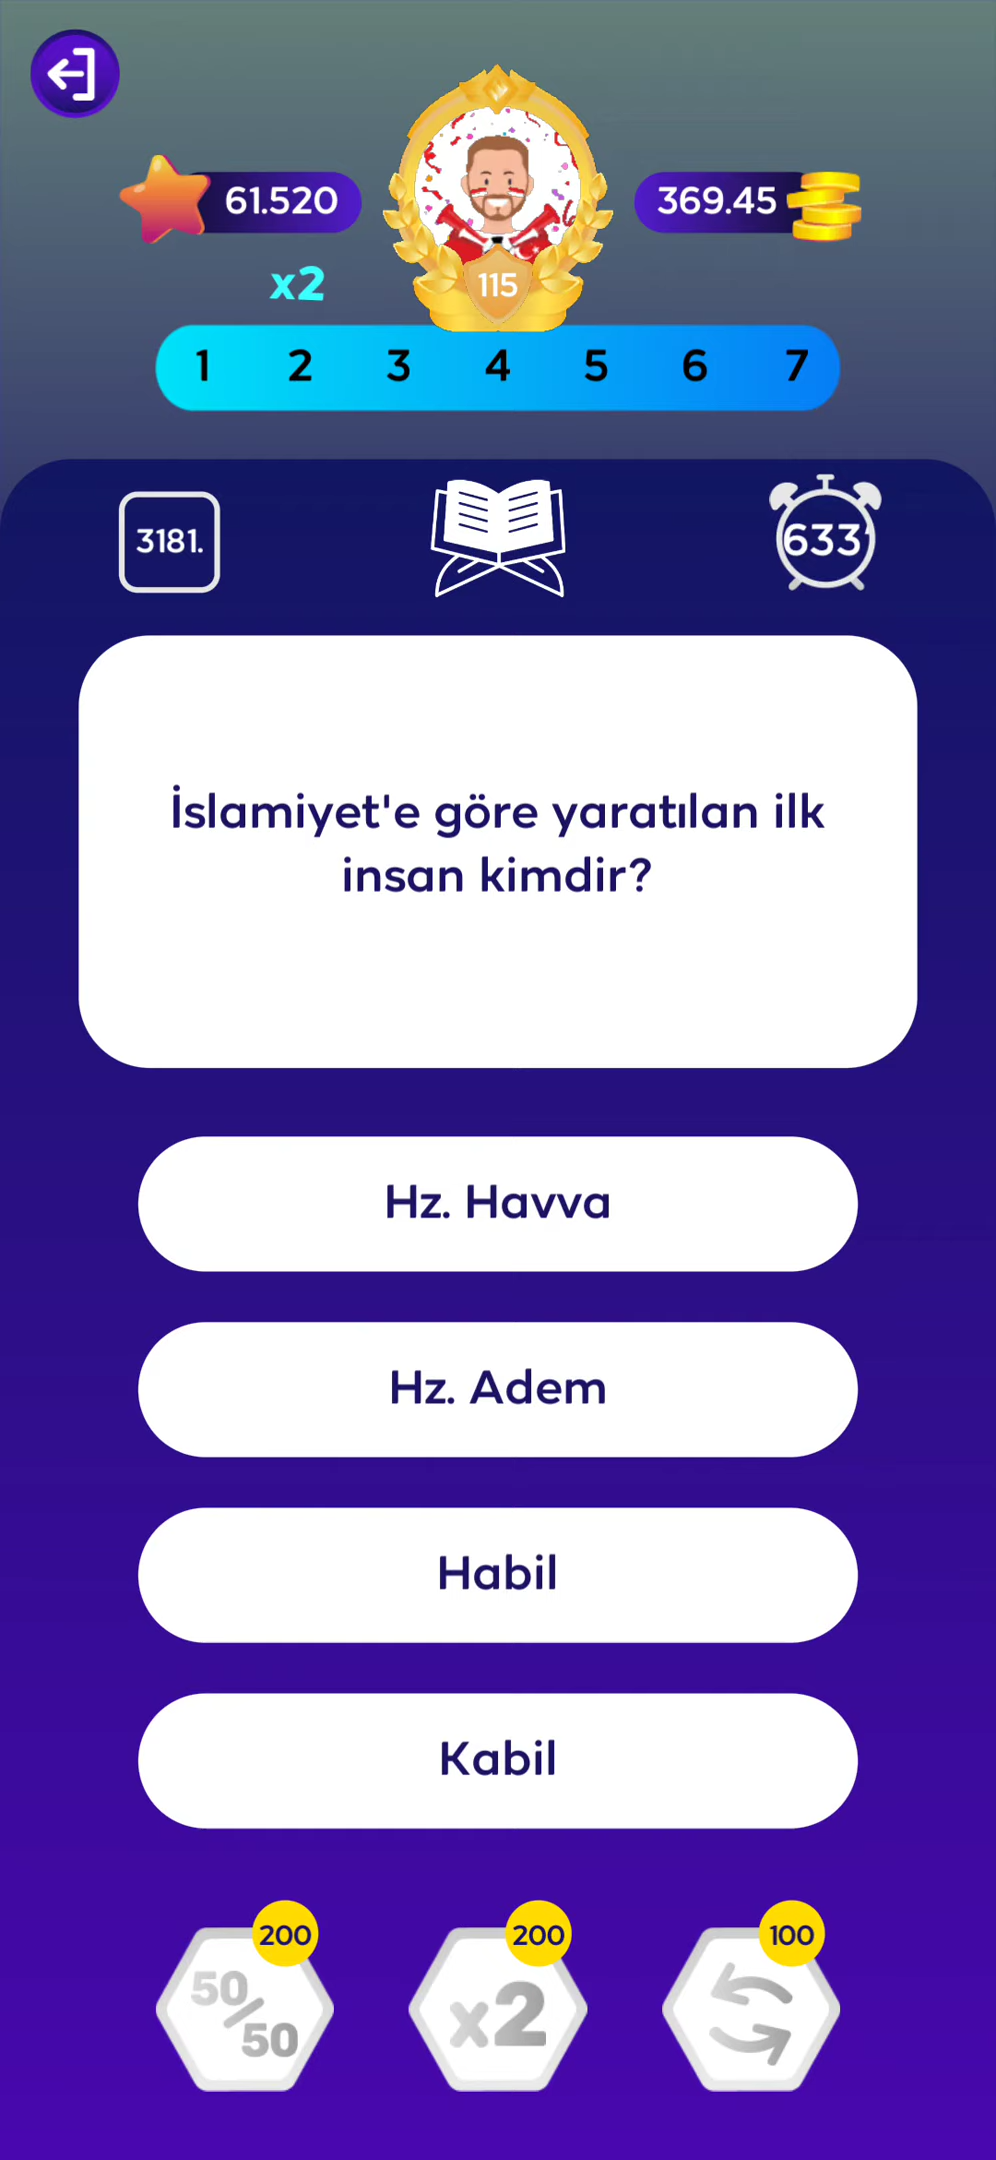 61.520
369.45
x2
115
1 2 3 4 5 6 7
3181.
633
İslamiyet'e göre yaratılan ilk
insan kimdir?
Hz. Havva
Hz. Adem
Habil
Kabil
200
200
100
50/50
x2